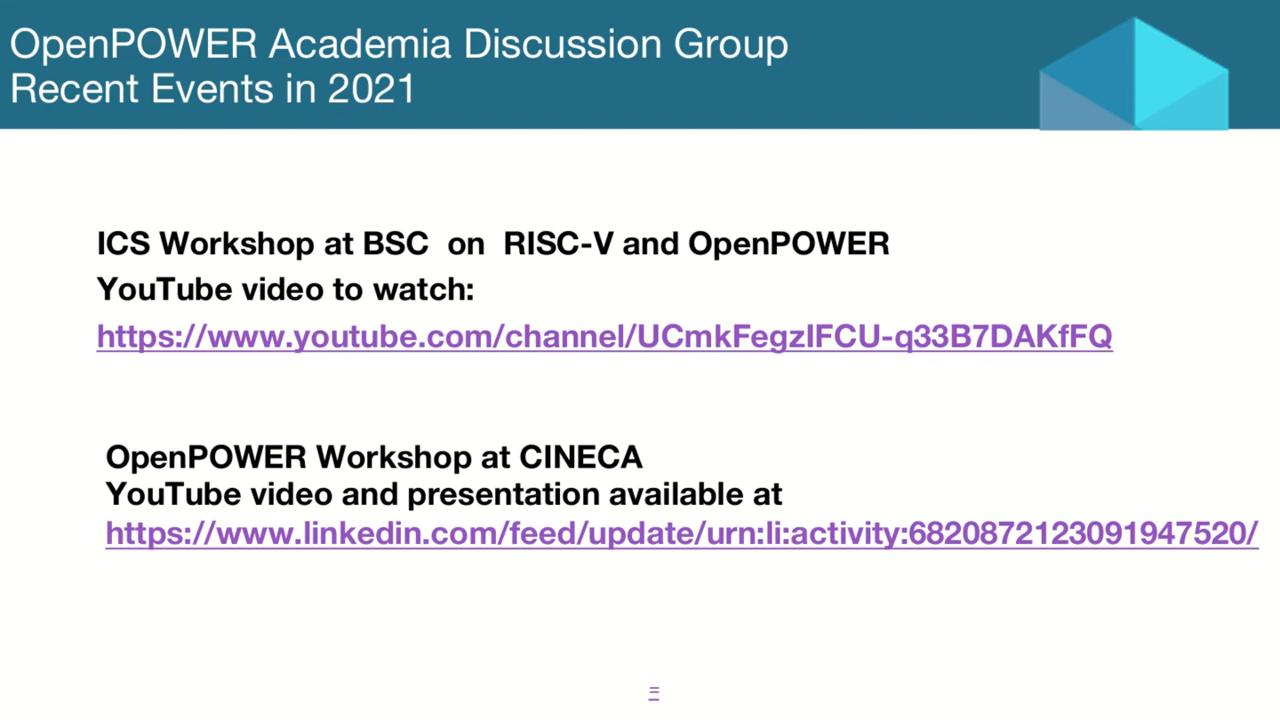 OpenPOWER Academia Discussion Group
Recent Events in 2021
ICS Workshop at BSC on RISC-V and OpenPOWER
YouTube video to watch:
https://www.youtube.com/channel/UCmkFegzIFCU-q33B7DAKfFQ
OpenPOWER Workshop at CINECA
YouTube video and presentation available at
https://www.linkedin.com/feed/update/urn:li:activity:6820872123091947520/